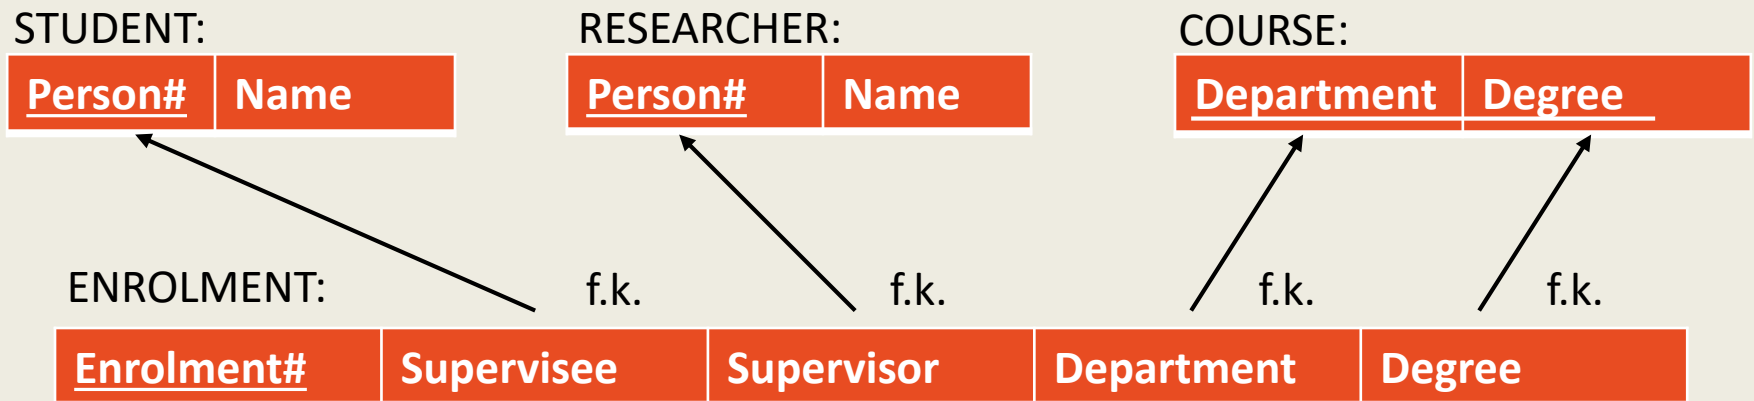 STUDENT: RESEARCHER: COURSE:
Person# Name Person# Name Department Degree
ENROLMENT: f.k. f.k. f.k. f.k.
Enrolment# Supervisee Supervisor Department Degree